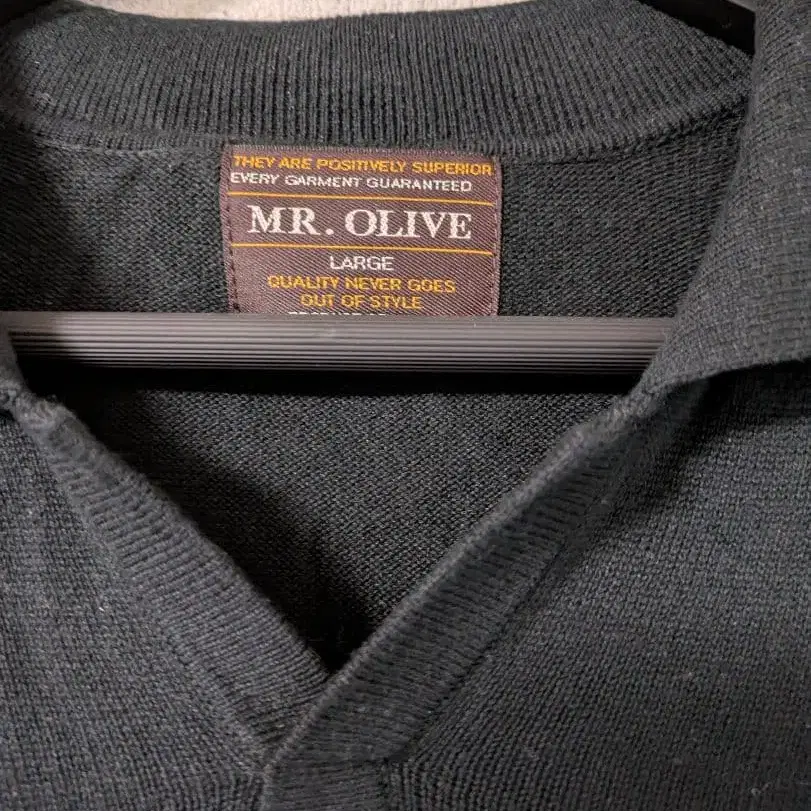 THEY ARE POSITIVELY SUPERIOR
EVERY GARMENT GUARANTEED
MR. OLIVE
LARGE
QUALITY NEVER GOES
OUT OF STYLE